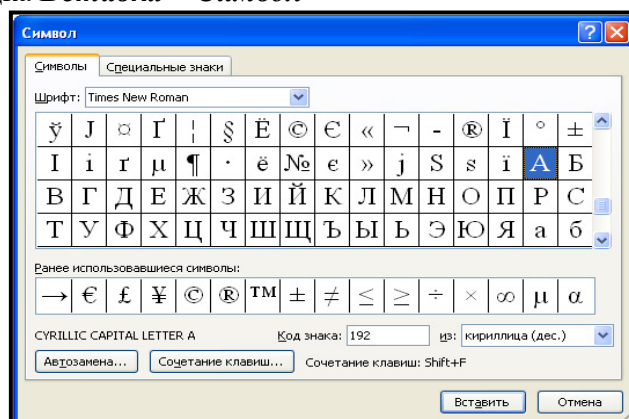 Вставка – Символ
Символ
Символы Специальные знаки
Шрифт: Times New Roman
ў Ј ¤ Ґ ¦ § Ё © Є « ¬ - ® Ї ° ±
І і ґ µ ¶ · ё № є » ј Ѕ ѕ ї А Б
В Г Д Е Ж З И Й К Л М Н О П Р С
Т У Ф Х Ц Ч Ш Щ Ъ Ы Ь Э Ю Я а б
Ранее использовавшиеся символы:
→ € £ ¥ © ® ™ ± ≠ ≤ ≥ ÷ × ∞ µ α
CYRILLIC CAPITAL LETTER A Код знака: 192 из: кириллица (дес.)
Автозамена... Сочетание клавиш... Сочетание клавиш: Shift+F
Вставить Отмена